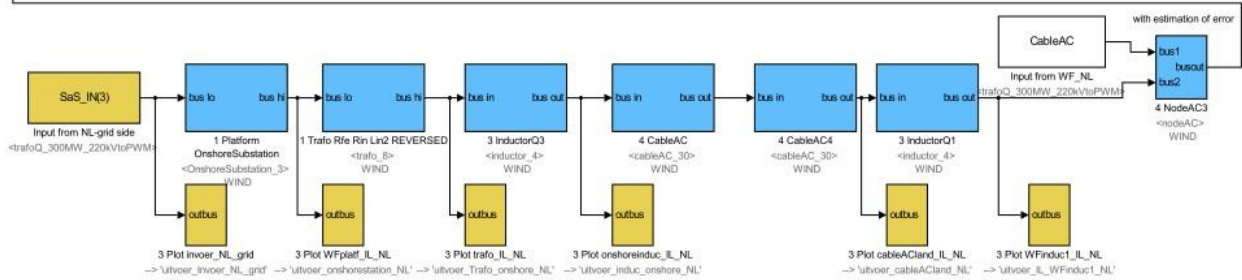 with estimation of error
CableAC
bus1
busout
bus2
Input from WF_NL
<trafoQ_300MW_220kVtoPWM>
4 NodeAC3
<nodeAC>
WIND
SaS_IN(3)
Input from NL-grid side
<trafoQ_300MW_220kVtoPWM>
bus lo
bus hi
1 Platform
OnshoreSubstation
<OnshoreSubstation_3>
WIND
bus lo
bus hi
1 Trafo Rfe Rin Lin2 REVERSED
<trafo_8>
WIND
bus in
bus out
3 InductorQ3
<inductor_4>
WIND
bus in
bus out
4 CableAC
<cableAC_30>
WIND
bus in
bus out
4 CableAC4
<cableAC_30>
WIND
bus in
bus out
3 InductorQ1
<inductor_4>
WIND
outbus
3 Plot invoer_NL_grid
--> 'uitvoer_Invoer_NL_grid'
outbus
3 Plot WFplatf_IL_NL
--> 'uitvoer_onshorestation_NL'
outbus
3 Plot trafo_IL_NL
--> 'uitvoer_Trafo_onshore_NL'
outbus
3 Plot onshoreinduc_IL_NL
--> 'uitvoer_induc_onshore_NL'
outbus
3 Plot cableACland_IL_NL
--> 'uitvoer_cableACland_NL'
outbus
3 Plot WFinduc1_IL_NL
--> 'uitvoer_IL_WFinduc1_NL'